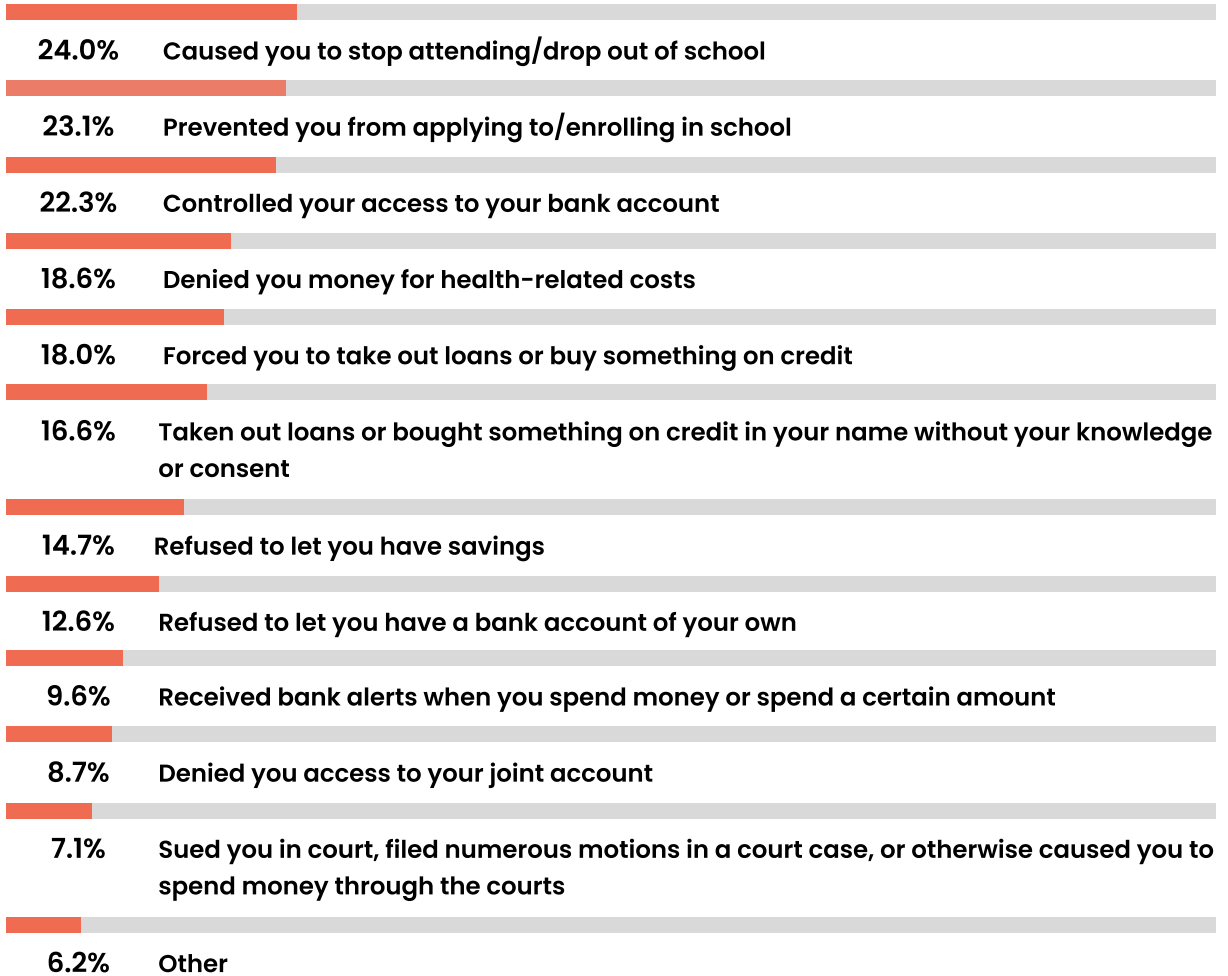 24.0% Caused you to stop attending/drop out of school
23.1% Prevented you from applying to/enrolling in school
22.3% Controlled your access to your bank account
18.6% Denied you money for health-related costs
18.0% Forced you to take out loans or buy something on credit
16.6% Taken out loans or bought something on credit in your name without your knowledge
or consent
14.7% Refused to let you have savings
12.6% Refused to let you have a bank account of your own
9.6% Received bank alerts when you spend money or spend a certain amount
8.7% Denied you access to your joint account
7.1% Sued you in court, filed numerous motions in a court case, or otherwise caused you to
spend money through the courts
6.2% Other